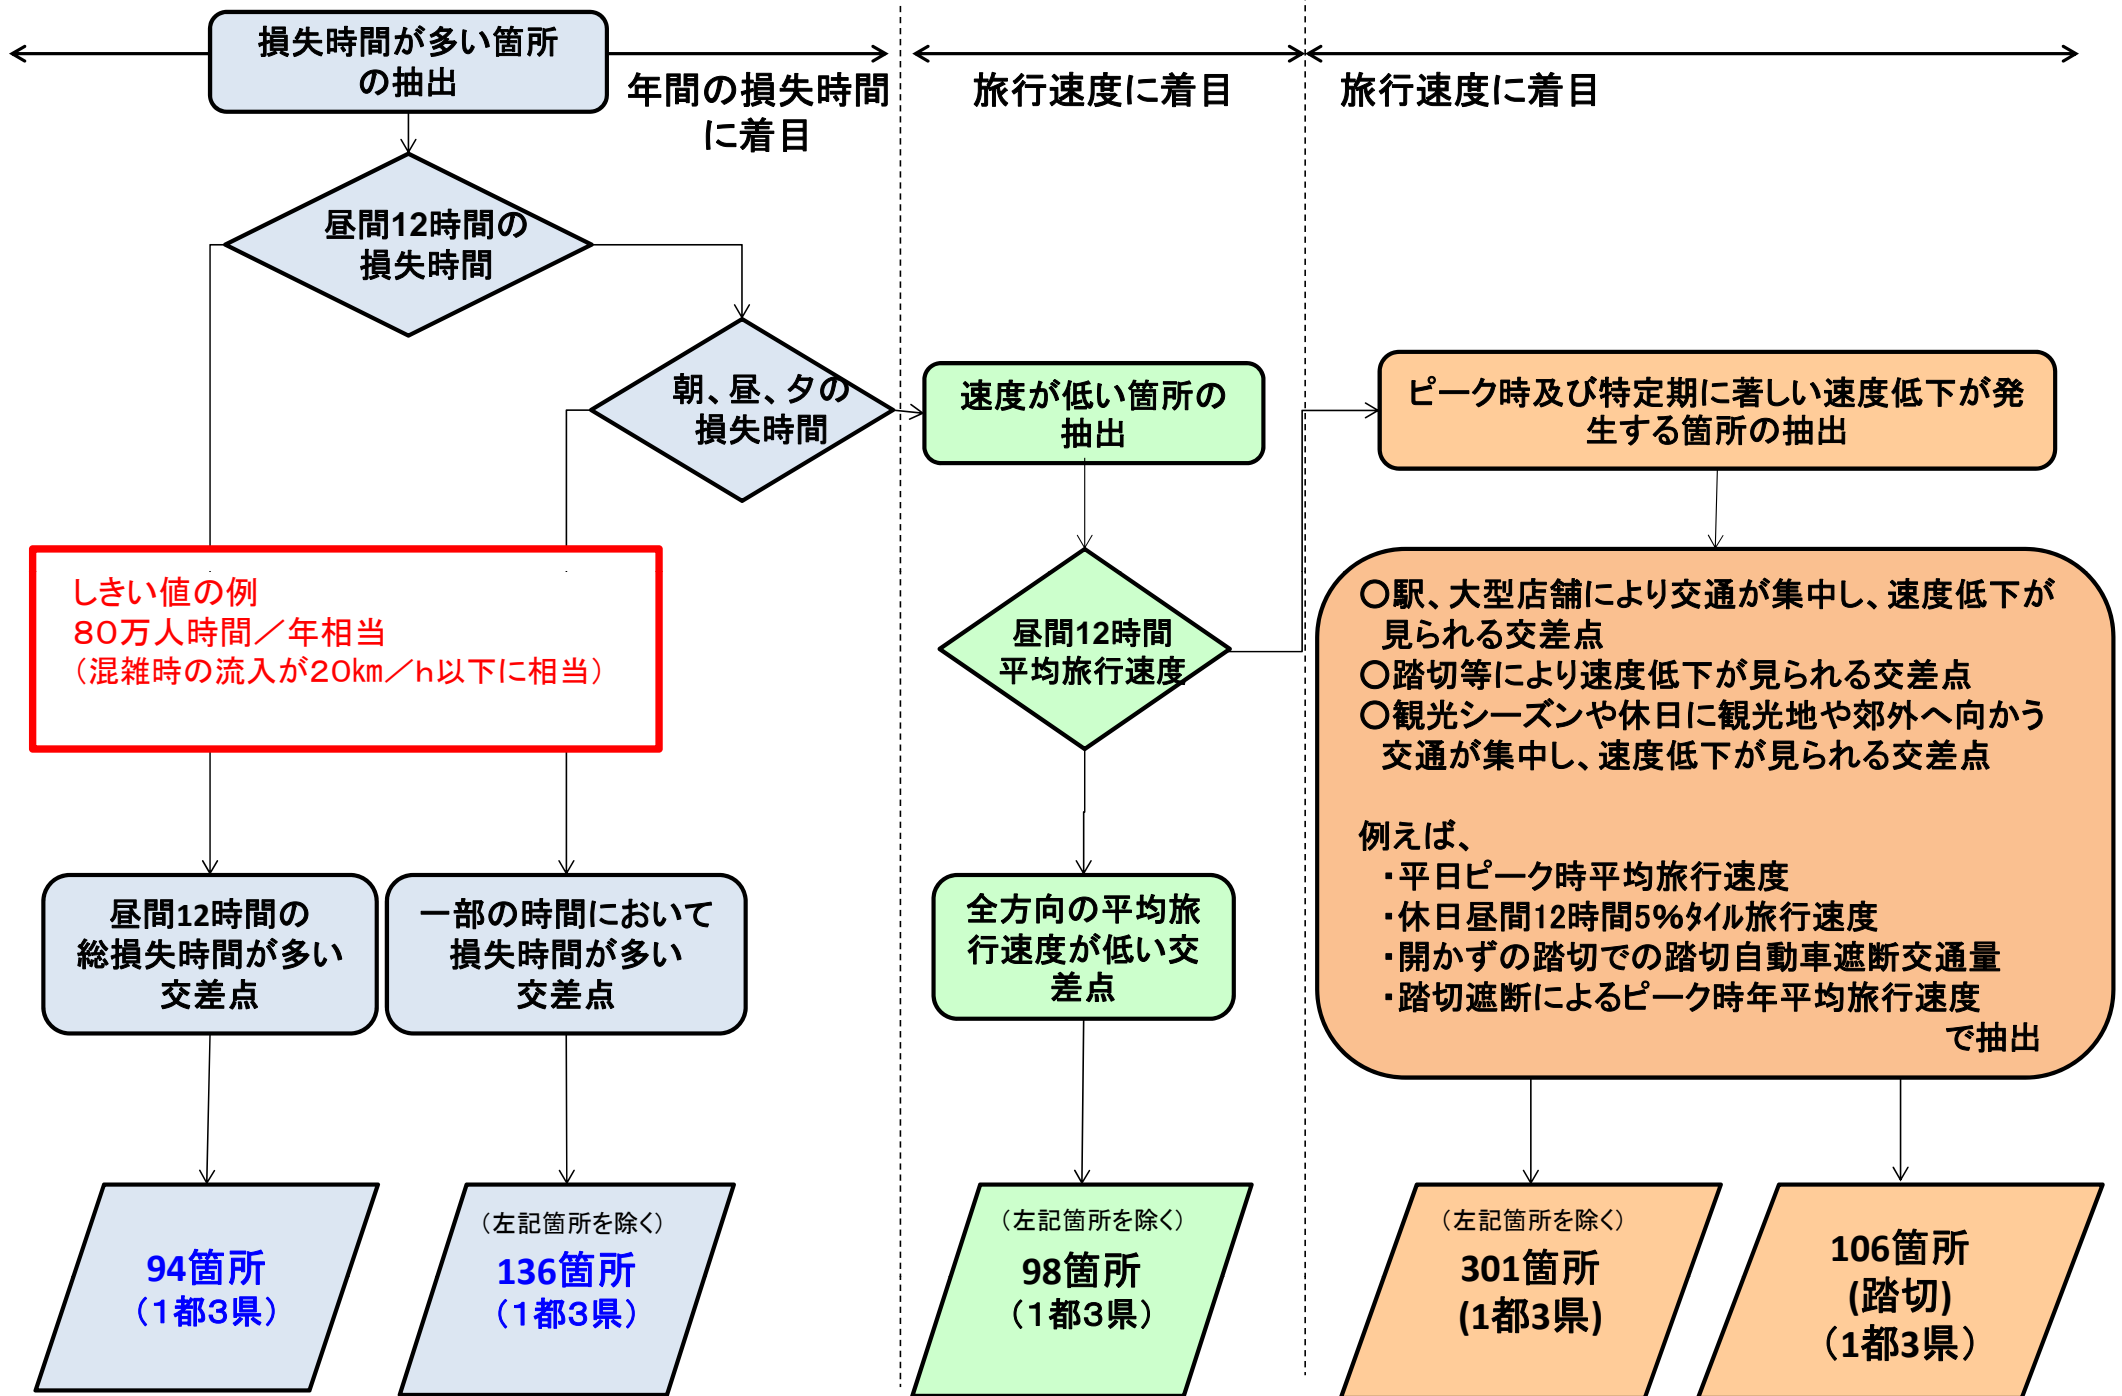 損失時間が多い箇所
の抽出
年間の損失時間
に着目
旅行速度に着目
旅行速度に着目
昼間12時間の
損失時間
朝、昼、夕の
損失時間
速度が低い箇所の
抽出
ピーク時及び特定期に著しい速度低下が発
生する箇所の抽出
しきい値の例
80万人時間／年相当
（混雑時の流入が20㎞／h以下に相当）
昼間12時間
平均旅行速度
〇駅、大型店舗により交通が集中し、速度低下が
見られる交差点
〇踏切等により速度低下が見られる交差点
〇観光シーズンや休日に観光地や郊外へ向かう
交通が集中し、速度低下が見られる交差点
例えば、
・平日ピーク時平均旅行速度
・休日昼間12時間5%ﾀｲﾙ旅行速度
・開かずの踏切での踏切自動車遮断交通量
・踏切遮断によるピーク時年平均旅行速度
で抽出
昼間12時間の
総損失時間が多い
交差点
一部の時間において
損失時間が多い
交差点
全方向の平均旅
行速度が低い交
差点
94箇所
（１都３県）
（左記箇所を除く）
136箇所
（１都３県）
（左記箇所を除く）
98箇所
（１都３県）
（左記箇所を除く）
301箇所
(1都3県)
106箇所
(踏切)
（1都3県）